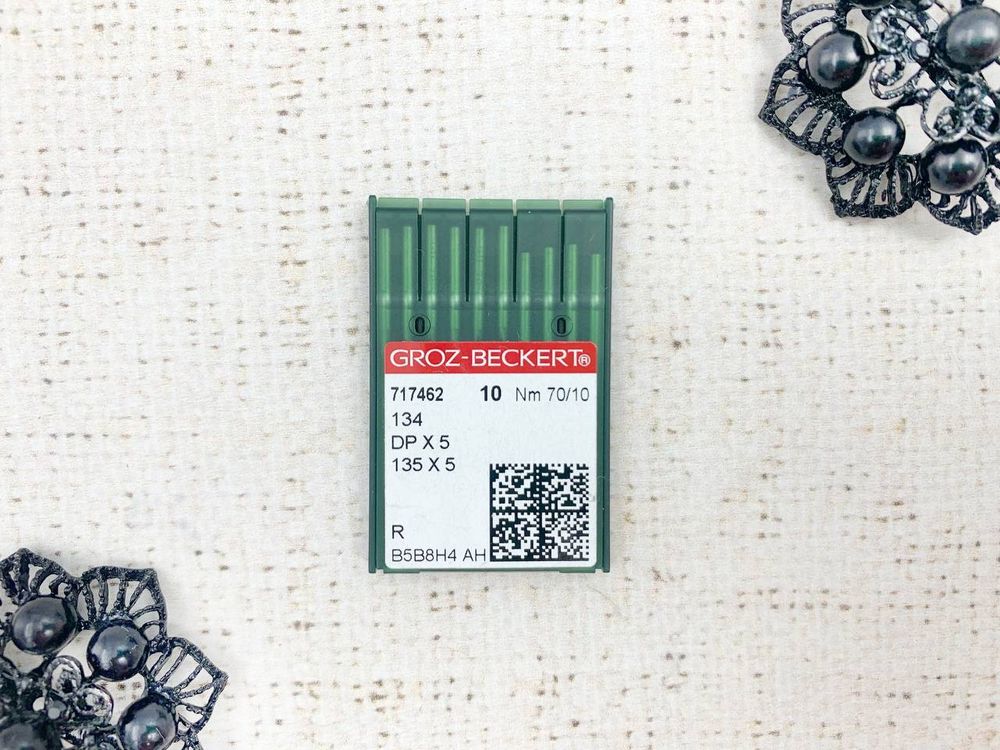 GROZ-BECKERT®
717462 10 Nm 70/10
134
DP X 5
135 X 5
R
B5B8H4 AH